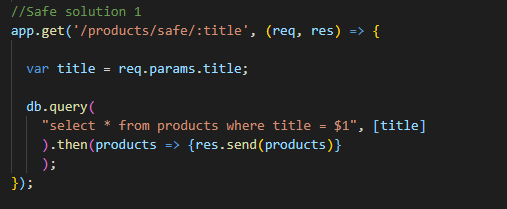 //Safe solution 1
app.get('/products/safe/:title', (req, res) => {
var title = req.params.title;
db.query(
"select * from products where title = $1", [title]
).then(products => {res.send(products)}
);
});